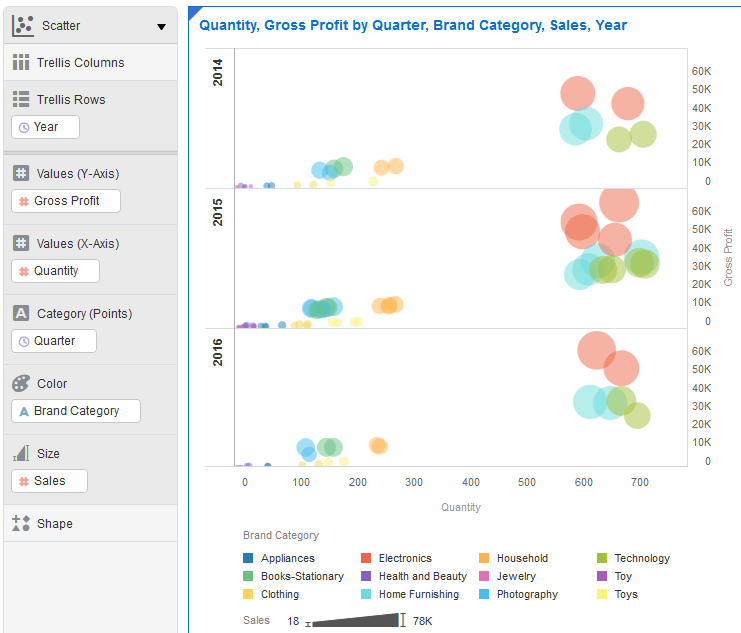 Scatter
Trellis Columns
Trellis Rows
Year
Values (Y-Axis)
Gross Profit
Values (X-Axis)
Quantity
A Category (Points)
Quarter
Color
A Brand Category
Size
Sales
Shape
Quantity, Gross Profit by Quarter, Brand Category, Sales, Year
2014
60K
50K
40K
30K
20K
10K
0
2015
60K
50K
40K
30K
20K
10K
0
2016
60K
50K
40K
30K
20K
10K
0
Gross Profit
0 100 200 300 400 500 600 700
Quantity
Brand Category
Appliances Electronics Household Technology
Books-Stationary Health and Beauty Jewelry Toy
Clothing Home Furnishing Photography Toys
Sales 18 78K